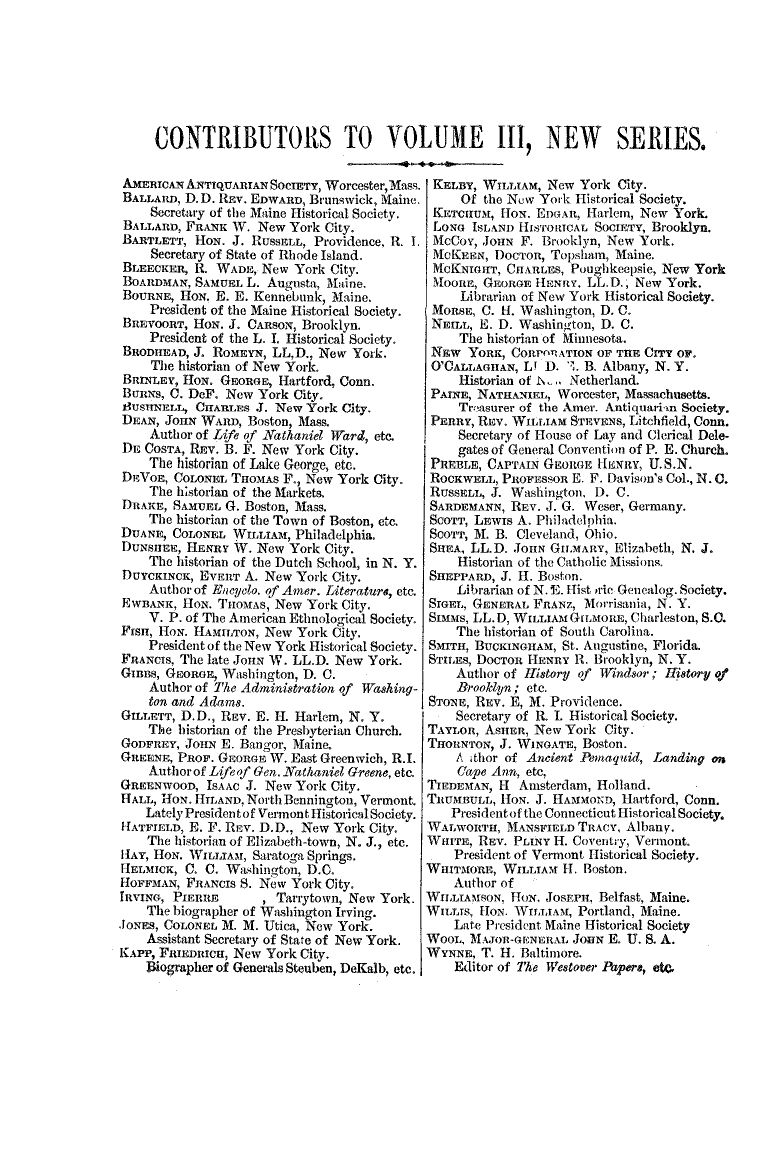 CONTRIBUTORS TO VOLUME III, NEW SERIES.
AMERICAN ANTIQUARIAN SOCIETY, Worcester, Mass.
BALLARD, D.D. REV. EDWARD, Brunswick, Maine.
Secretary of the Maine Historical Society.
BALLARD, FRANK W. New York City.
BARTLETT, HON. J. RUSSELL, Providence, R. I.
Secretary of State of Rhode Island.
BLEECKER, R. WADE, New York City.
BOARDMAN, SAMUEL L. Augusta, Maine.
BOURNE, HON. E. E. Kennebunk, Maine.
President of the Maine Historical Society.
BREVOORT, HON. J. CARSON, Brooklyn.
President of the L. I. Historical Society.
BRODHEAD, J. ROMEYN, LL,D., New York.
The historian of New York.
BRINLEY, HON. GEORGE, Hartford, Conn.
BURNS, C. DEF. New York City.
BUSHNELL, CHARLES J. New York City.
DEAN, JOHN WARD, Boston, Mass.
Author of Life of Nathaniel Ward, etc.
DE COSTA, REV. B. F. New York City.
The historian of Lake George, etc.
DEVOE, COLONEL THOMAS F., New York City.
The historian of the Markets.
DRAKE, SAMUEL G. Boston, Mass.
The historian of the Town of Boston, etc.
DUANE, COLONEL WILLIAM, Philadelphia.
DUNSHEE, HENRY W. New York City.
The historian of the Dutch School, in N. Y.
DUYCKINCK, EVERT A. New York City.
Author of Encyclo. of Amer. Literature, etc.
EWBANK, HON. THOMAS, New York City.
V. P. of The American Ethnological Society.
FISH, HON. HAMILTON, New York City.
President of the New York Historical Society.
FRANCIS, The late JOHN W. LL.D. New York.
GIBBS, GEORGE, Washington, D. C.
Author of The Administration of Washing-
ton and Adams.
GILLETT, D.D., REV. E. H. Harlem, N. Y.
The historian of the Presbyterian Church.
GODFREY, JOHN E. Bangor, Maine.
GREENE, PROF. GEORGE W. East Greenwich, R.I.
Author of Life of Gen. Nathaniel Greene, etc.
GREENWOOD, ISAAC J. New York City.
HALL, HON. HILAND, North Bennington, Vermont.
Lately President of Vermont Historical Society.
HATFIELD, E. F. REV. D.D., New York City.
The historian of Elizabeth-town, N. J., etc.
HAY, HON. WILLIAM, Saratoga Springs.
HELMICK, C. C. Washington, D.C.
HOFFMAN, FRANCIS S. New York City.
IRVING, PIERRE , Tarrytown, New York.
The biographer of Washington Irving.
JONES, COLONEL M. M. Utica, New York.
Assistant Secretary of State of New York.
KAPP, FRIEDRICH, New York City.
Biographer of Generals Steuben, DeKalb, etc.
KELBY, WILLIAM, New York City.
Of the New York Historical Society.
KETCHUM, HON. EDGAR, Harlem, New York.
LONG ISLAND HISTORICAL SOCIETY, Brooklyn.
MCCOY, JOHN F. Brooklyn, New York.
MCKEEN, DOCTOR, Topsham, Maine.
MCKNIGHT, CHARLES, Poughkeepsie, New York
MOORE, GEORGE HENRY, LL.D., New York.
Librarian of New York Historical Society.
MORSE, C. H. Washington, D. C.
NEILL, E. D. Washington, D. C.
The historian of Minnesota.
NEW YORK, CORPORATION OF THE CITY OF.
O'CALLAGHAN, D. B. Albany, N. Y.
Historian of Netherland.
PAINE, NATHANIEL, Worcester, Massachusetts.
Treasurer of the Amer. Antiquarian Society.
PERRY, REV. WILLIAM STEVENS, Litchfield, Conn.
Secretary of House of Lay and Clerical Dele-
gates of General Convention of P. E. Church.
PREBLE, CAPTAIN GEORGE HENRY, U.S.N.
ROCKWELL, PROFESSOR E. F. Davison's Col., N. C.
RUSSELL, J. Washington, D. C.
SARDEMANN, REV. J. G. Weser, Germany.
SCOTT, LEWIS A. Philadelphia.
SCOTT, M. B. Cleveland, Ohio.
SHEA, LL.D. JOHN GILMARY, Elizabeth, N. J.
Historian of the Catholic Missions.
SHEPPARD, J. H. Boston.
Librarian of N. E. Historic Genealog. Society.
SIGEL, GENERAL FRANZ, Morrisania, N. Y.
SIMMS, LL.D, WILLIAM GILMORE, Charleston, S.C.
The historian of South Carolina.
SMITH, BUCKINGHAM, St. Augustine, Florida.
STILES, DOCTOR HENRY R. Brooklyn, N. Y.
Author of History of Windsor; History of
Brooklyn; etc.
STONE, REV. E, M. Providence.
Secretary of R. I. Historical Society.
TAYLOR, ASHER, New York City.
THORNTON, J. WINGATE, Boston.
Author of Ancient Pemaquid, Landing on
Cape Ann, etc,
TIEDEMAN, H Amsterdam, Holland.
TRUMBULL, HON. J. HAMMOND, Hartford, Conn.
President of the Connecticut Historical Society.
WALWORTH, MANSFIELD TRACY, Albany.
WHITE, REV. PLINY H. Coventry, Vermont.
President of Vermont Historical Society.
WHITMORE, WILLIAM H. Boston.
Author of
WILLIAMSON, HON. JOSEPH, Belfast, Maine.
WILLIS, HON. WILLIAM, Portland, Maine.
Late President Maine Historical Society
WOOL, MAJOR-GENERAL JOHN E. U. S. A.
WYNNE, T. H. Baltimore.
Editor of The Westover Papers, etc.